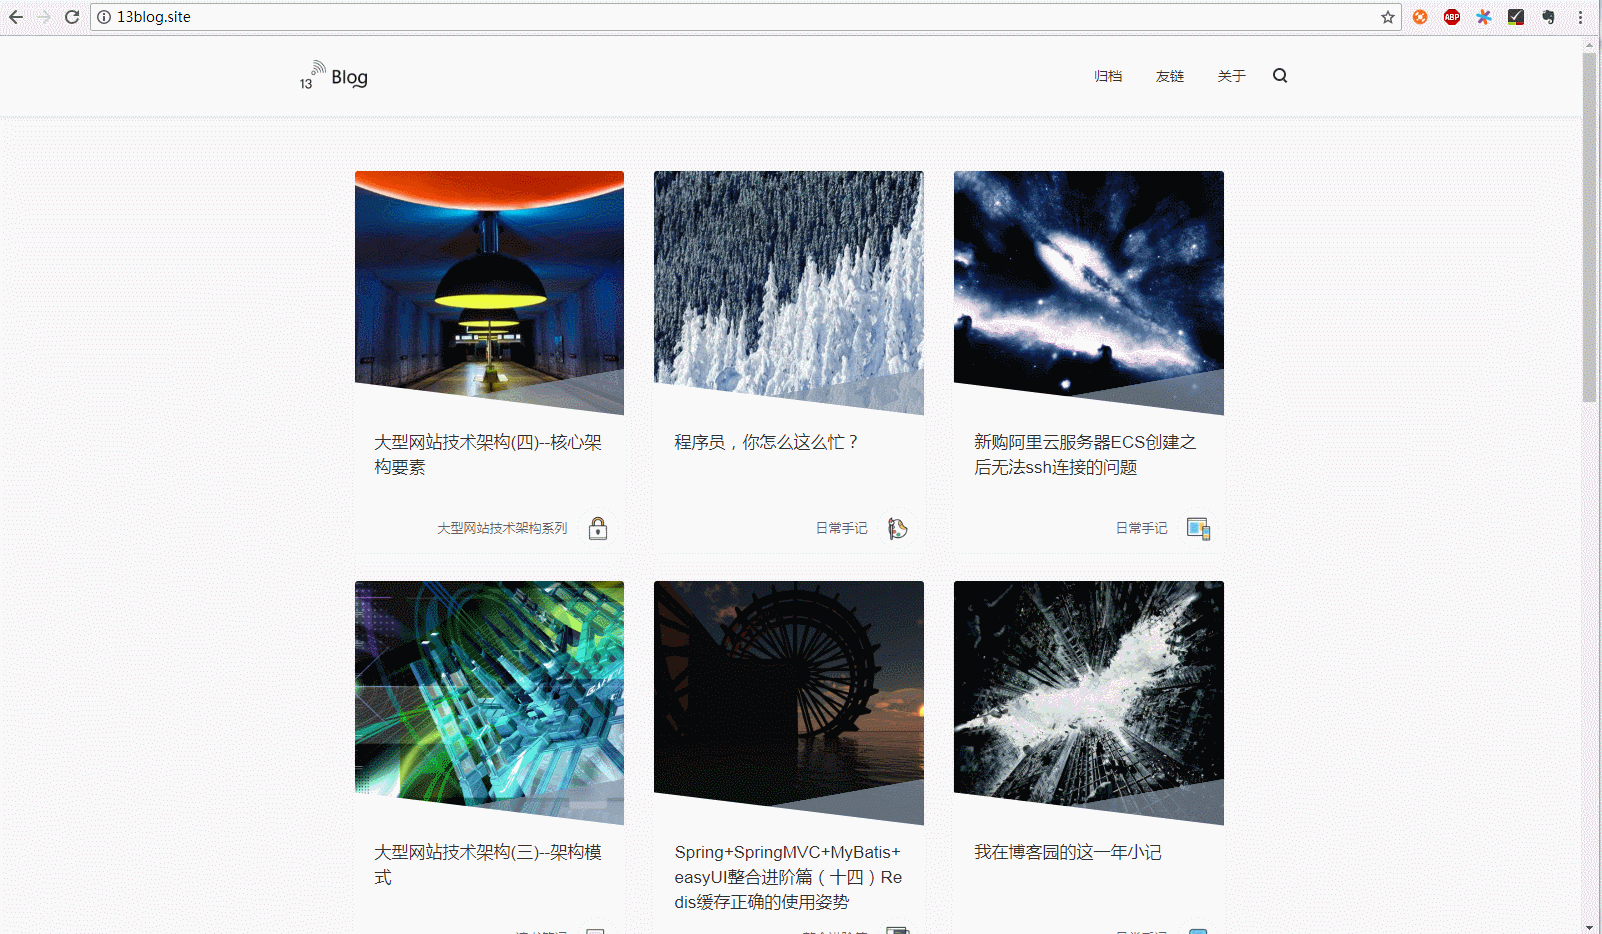 13blog.site
ABP
13 Blog
归档 友链 关于
大型网站技术架构(四)--核心架
构要素
大型网站技术架构系列
程序员，你怎么这么忙？
日常手记
新购阿里云服务器ECS创建之
后无法ssh连接的问题
日常手记
大型网站技术架构(三)--架构模
式
Spring+SpringMVC+MyBatis+
easyUI整合进阶篇（十四）Re
dis缓存正确的使用姿势
我在博客园的这一年小记
日常手记